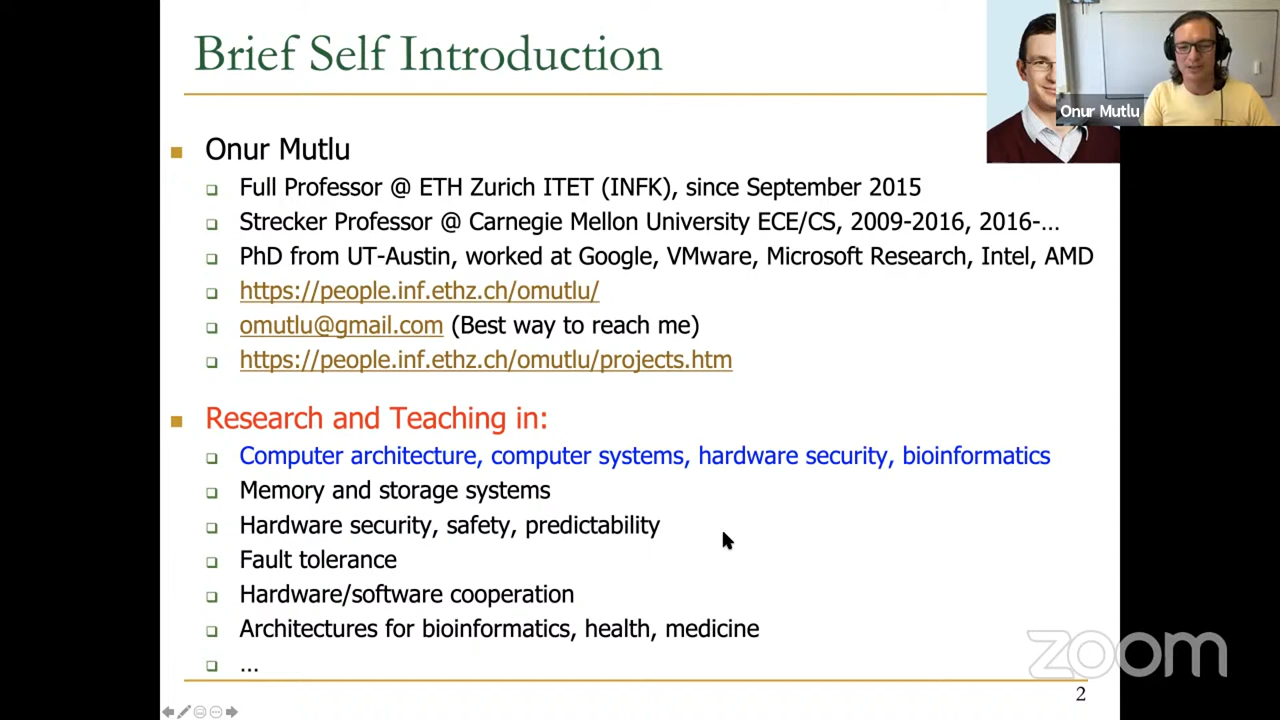 Brief Self Introduction
Onur Mutlu
Onur Mutlu
Full Professor @ ETH Zurich ITET (INFK), since September 2015
Strecker Professor @ Carnegie Mellon University ECE/CS, 2009-2016, 2016-...
PhD from UT-Austin, worked at Google, VMware, Microsoft Research, Intel, AMD
https://people.inf.ethz.ch/omutlu/
omutlu@gmail.com (Best way to reach me)
https://people.inf.ethz.ch/omutlu/projects.htm
Research and Teaching in:
Computer architecture, computer systems, hardware security, bioinformatics
Memory and storage systems
Hardware security, safety, predictability
Fault tolerance
Hardware/software cooperation
Architectures for bioinformatics, health, medicine
...
zoom
2